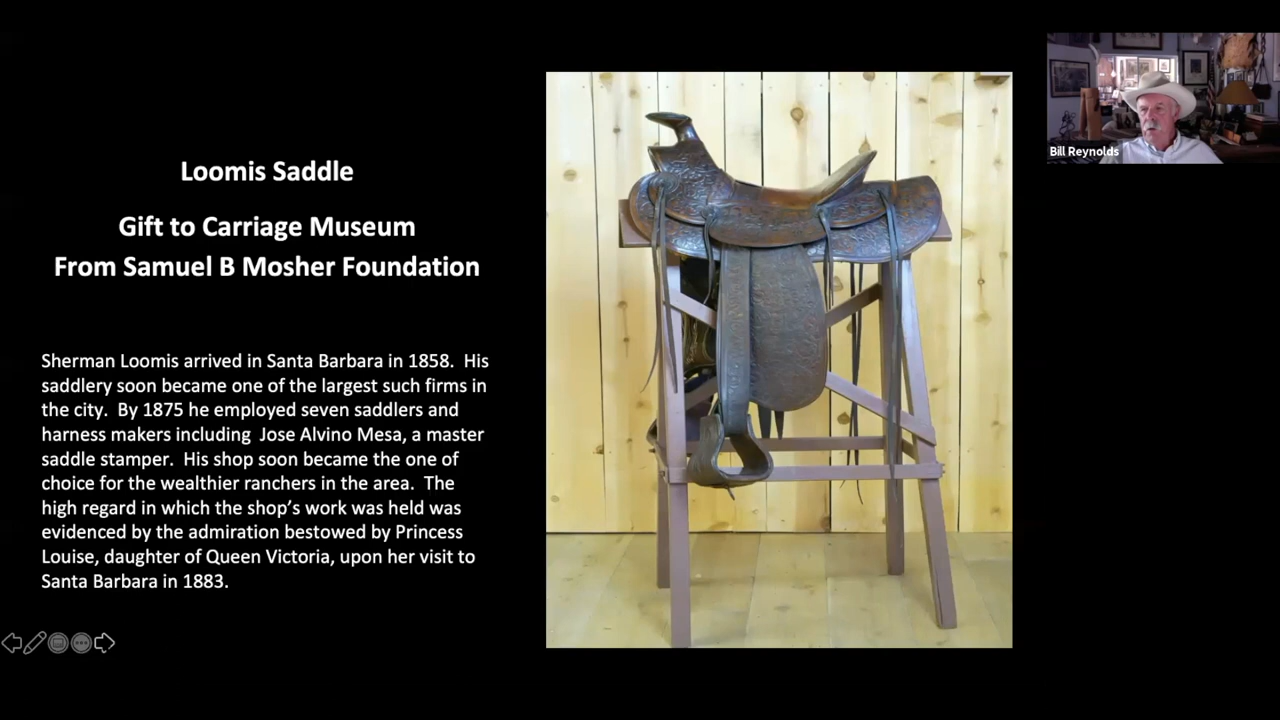 Loomis Saddle
Gift to Carriage Museum
From Samuel B Mosher Foundation
Sherman Loomis arrived in Santa Barbara in 1858.  His
saddlery soon became one of the largest such firms in
the city.  By 1875 he employed seven saddlers and
harness makers including  Jose Alvino Mesa, a master
saddle stamper.  His shop soon became the one of
choice for the wealthier ranchers in the area.  The
high regard in which the shop's work was held was
evidenced by the admiration bestowed by Princess
Louise, daughter of Queen Victoria, upon her visit to
Santa Barbara in 1883.
Bill Reynolds